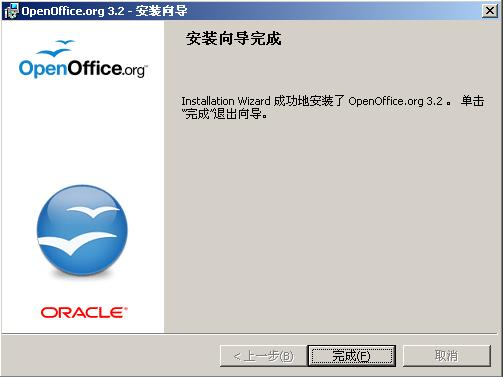 OpenOffice.org 3.2 - 安装向导
OpenOffice.org™
安装向导完成
Installation Wizard 成功地安装了 OpenOffice.org 3.2 。 单击
“完成”退出向导。
ORACLE®
< 上一步(B)
完成(F)
取消